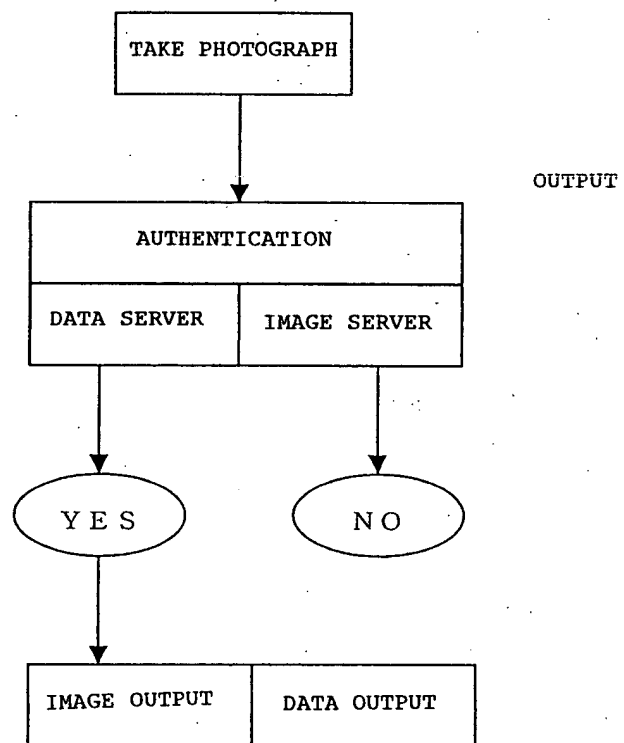 TAKE PHOTOGRAPH
OUTPUT
AUTHENTICATION
DATA SERVER
IMAGE SERVER
YES
NO
IMAGE OUTPUT
DATA OUTPUT